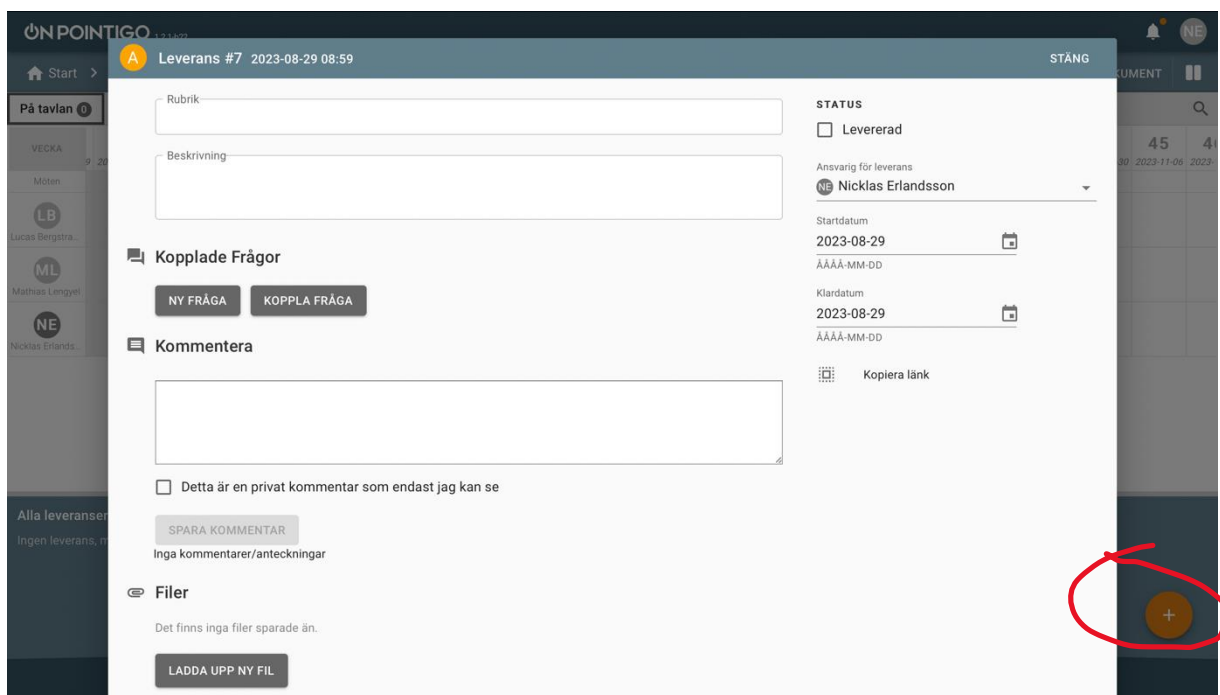 ON POINTIGO
NE
A Leverans #7 2023-08-29 08:59 STÄNG
Start > KUMENT
På tavlan 0
VECKA
45
2023-11-06 2023-
Möten
LB
Lucas Bergstra...
ML
Mathias Lengyel
NE
Nicklas Erlands...
Rubrik
Beskrivning
Kopplade Frågor
NY FRÅGA KOPPLA FRÅGA
Kommentera
Detta är en privat kommentar som endast jag kan se
SPARA KOMMENTAR
Inga kommentarer/anteckningar
Filer
Det finns inga filer sparade än.
LADDA UPP NY FIL
STATUS
Levererad
Ansvarig för leverans
NE Nicklas Erlandsson
Startdatum
2023-08-29
ÅÅÅÅ-MM-DD
Klardatum
2023-08-29
ÅÅÅÅ-MM-DD
Kopiera länk
Alla leveranser
Ingen leverans, m
+